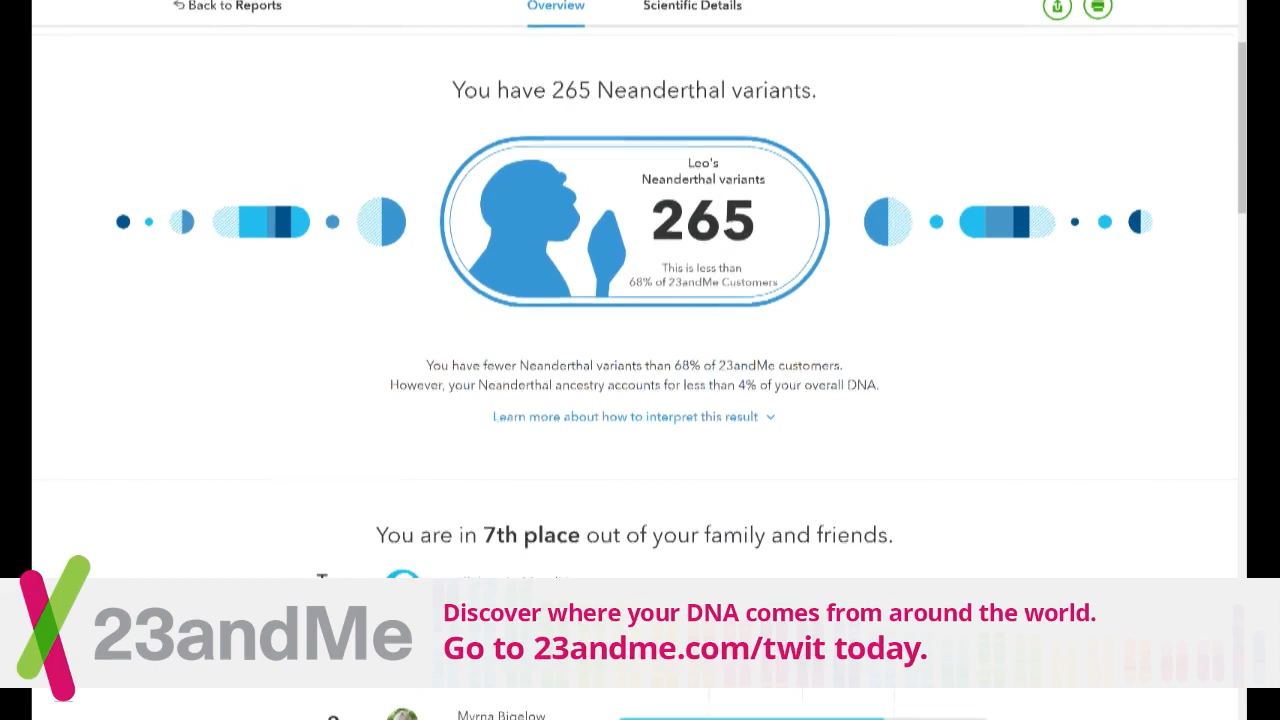 Back to Reports
Overview
Scientific Details
You have 265 Neanderthal variants.
Leo's
Neanderthal variants
265
This is less than
68% of 23andMe Customers
You have fewer Neanderthal variants than 68% of 23andMe customers.
However, your Neanderthal ancestry accounts for less than 4% of your overall DNA.
Learn more about how to interpret this result
You are in 7th place out of your family and friends.
23andMe
Discover where your DNA comes from around the world.
Go to 23andme.com/twit today.
Myrna Bigelow